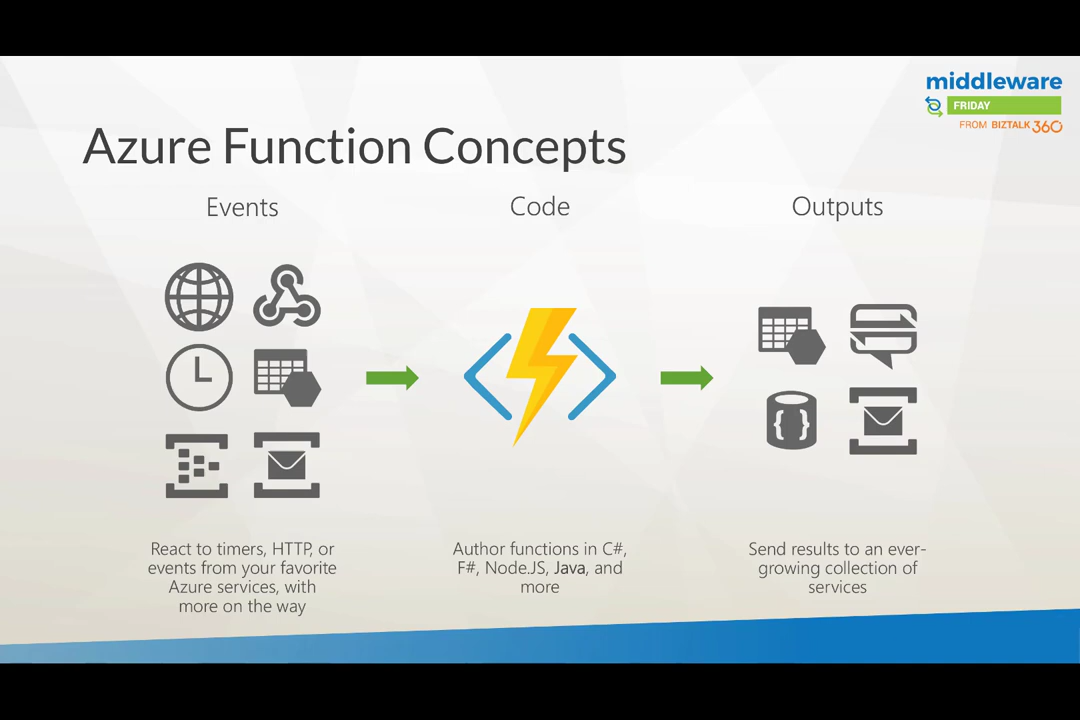 middleware
FRIDAY
FROM BIZTALK360
Azure Function Concepts
Events
Code
Outputs
React to timers, HTTP, or
events from your favorite
Azure services, with
more on the way
Author functions in C#,
F#, Node.JS, Java, and
more
Send results to an ever-
growing collection of
services